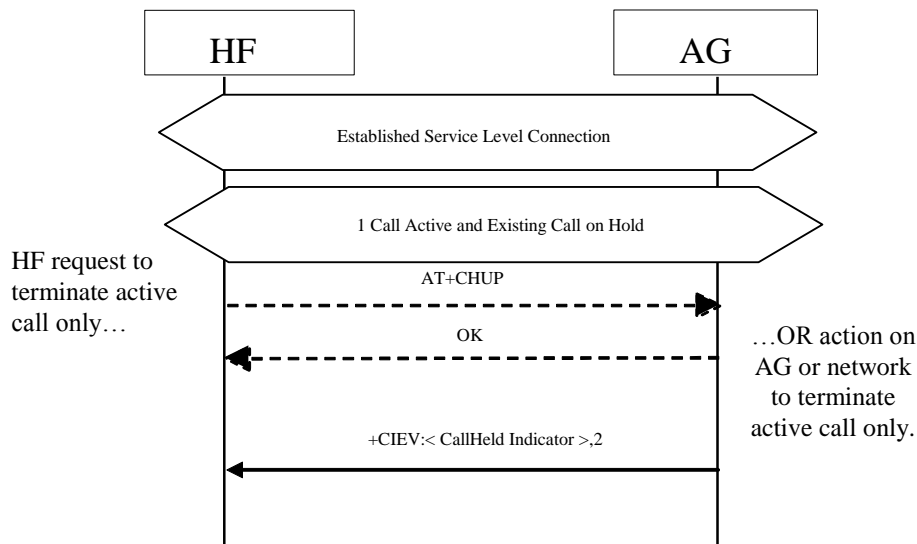 HF
AG
Established Service Level Connection
1 Call Active and Existing Call on Hold
HF request to
terminate active
call only…
AT+CHUP
OK
…OR action on
AG or network
to terminate
active call only.
+CIEV:< CallHeld Indicator >,2